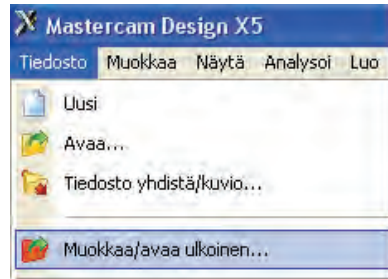 Mastercam Design X5
Tiedosto Muokkaa Näytä Analysoi Luo
Uusi
Avaa...
Tiedosto yhdistä/kuvio...
Muokkaa/avaa ulkoinen...